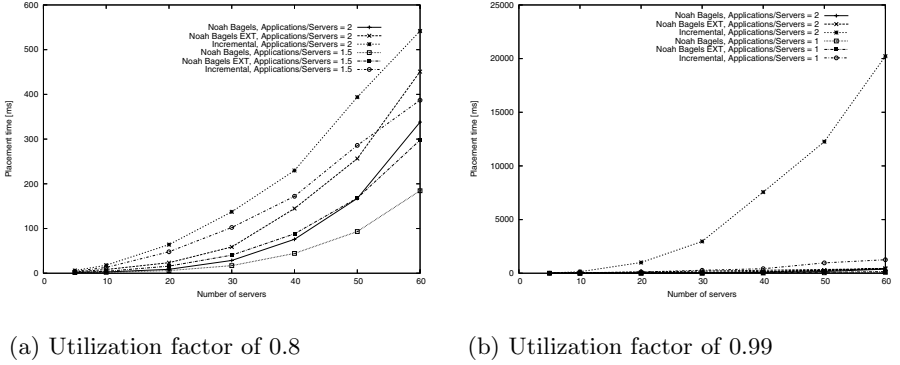 600
500
400
300
200
100
0
Placement time [ms]
0 10 20 30 40 50 60
Number of servers
Noah Bagels, Applications/Servers = 2
Noah Bagels EXT, Applications/Servers = 2
Incremental, Applications/Servers = 2
Noah Bagels, Applications/Servers = 1.5
Noah Bagels EXT, Applications/Servers = 1.5
Incremental, Applications/Servers = 1.5
(a) Utilization factor of 0.8
25000
20000
15000
10000
5000
0
Placement time [ms]
0 10 20 30 40 50 60
Number of servers
Noah Bagels, Applications/Servers = 2
Noah Bagels EXT, Applications/Servers = 2
Incremental, Applications/Servers = 2
Noah Bagels, Applications/Servers = 1
Noah Bagels EXT, Applications/Servers = 1
Incremental, Applications/Servers = 1
(b) Utilization factor of 0.99